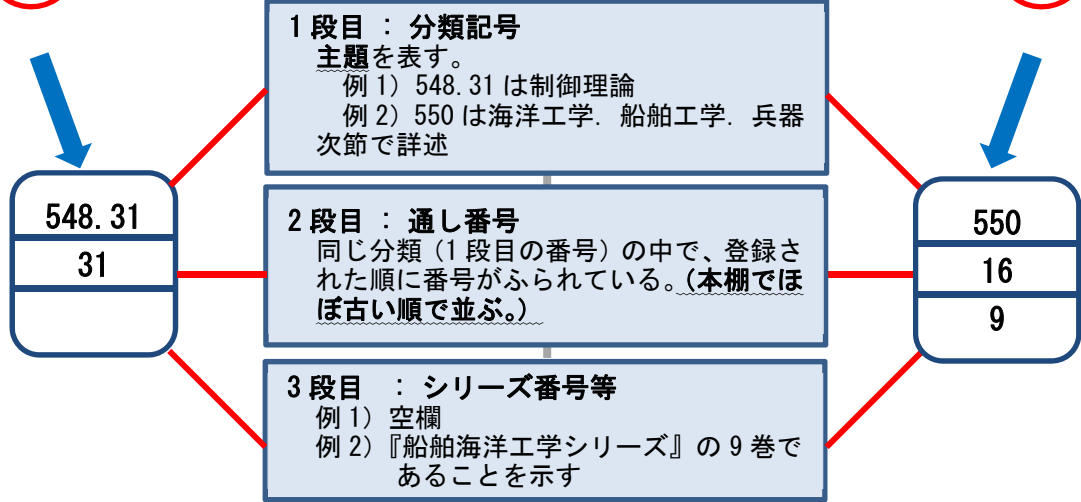 1段目 : 分類記号
主題を表す。
例1) 548.31は制御理論
例2) 550は海洋工学. 船舶工学. 兵器
次節で詳述
548.31
31
2段目 : 通し番号
同じ分類(1段目の番号)の中で、登録さ
れた順に番号がふられている。(本棚でほ
ぼ古い順で並ぶ。)
550
16
9
3段目 : シリーズ番号等
例1) 空欄
例2)『船舶海洋工学シリーズ』の9巻で
あることを示す